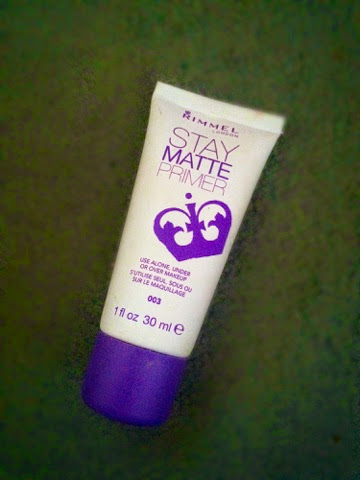 RIMMEL
LONDON
STAY
MATTE
PRIMER
USE ALONE, UNDER
OR OVER MAKEUP
S'UTILISE SEUL, SOUS OU
SUR LE MAQUILLAGE
003
1 fl oz 30 ml e